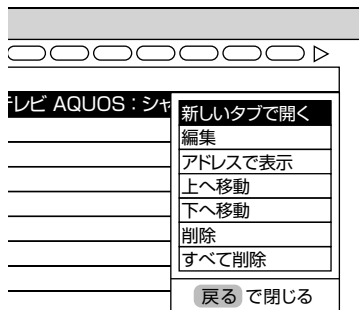 テレビ AQUOS：シャ
新しいタブで開く
編集
アドレスで表示
上へ移動
下へ移動
削除
すべて削除
戻る で閉じる